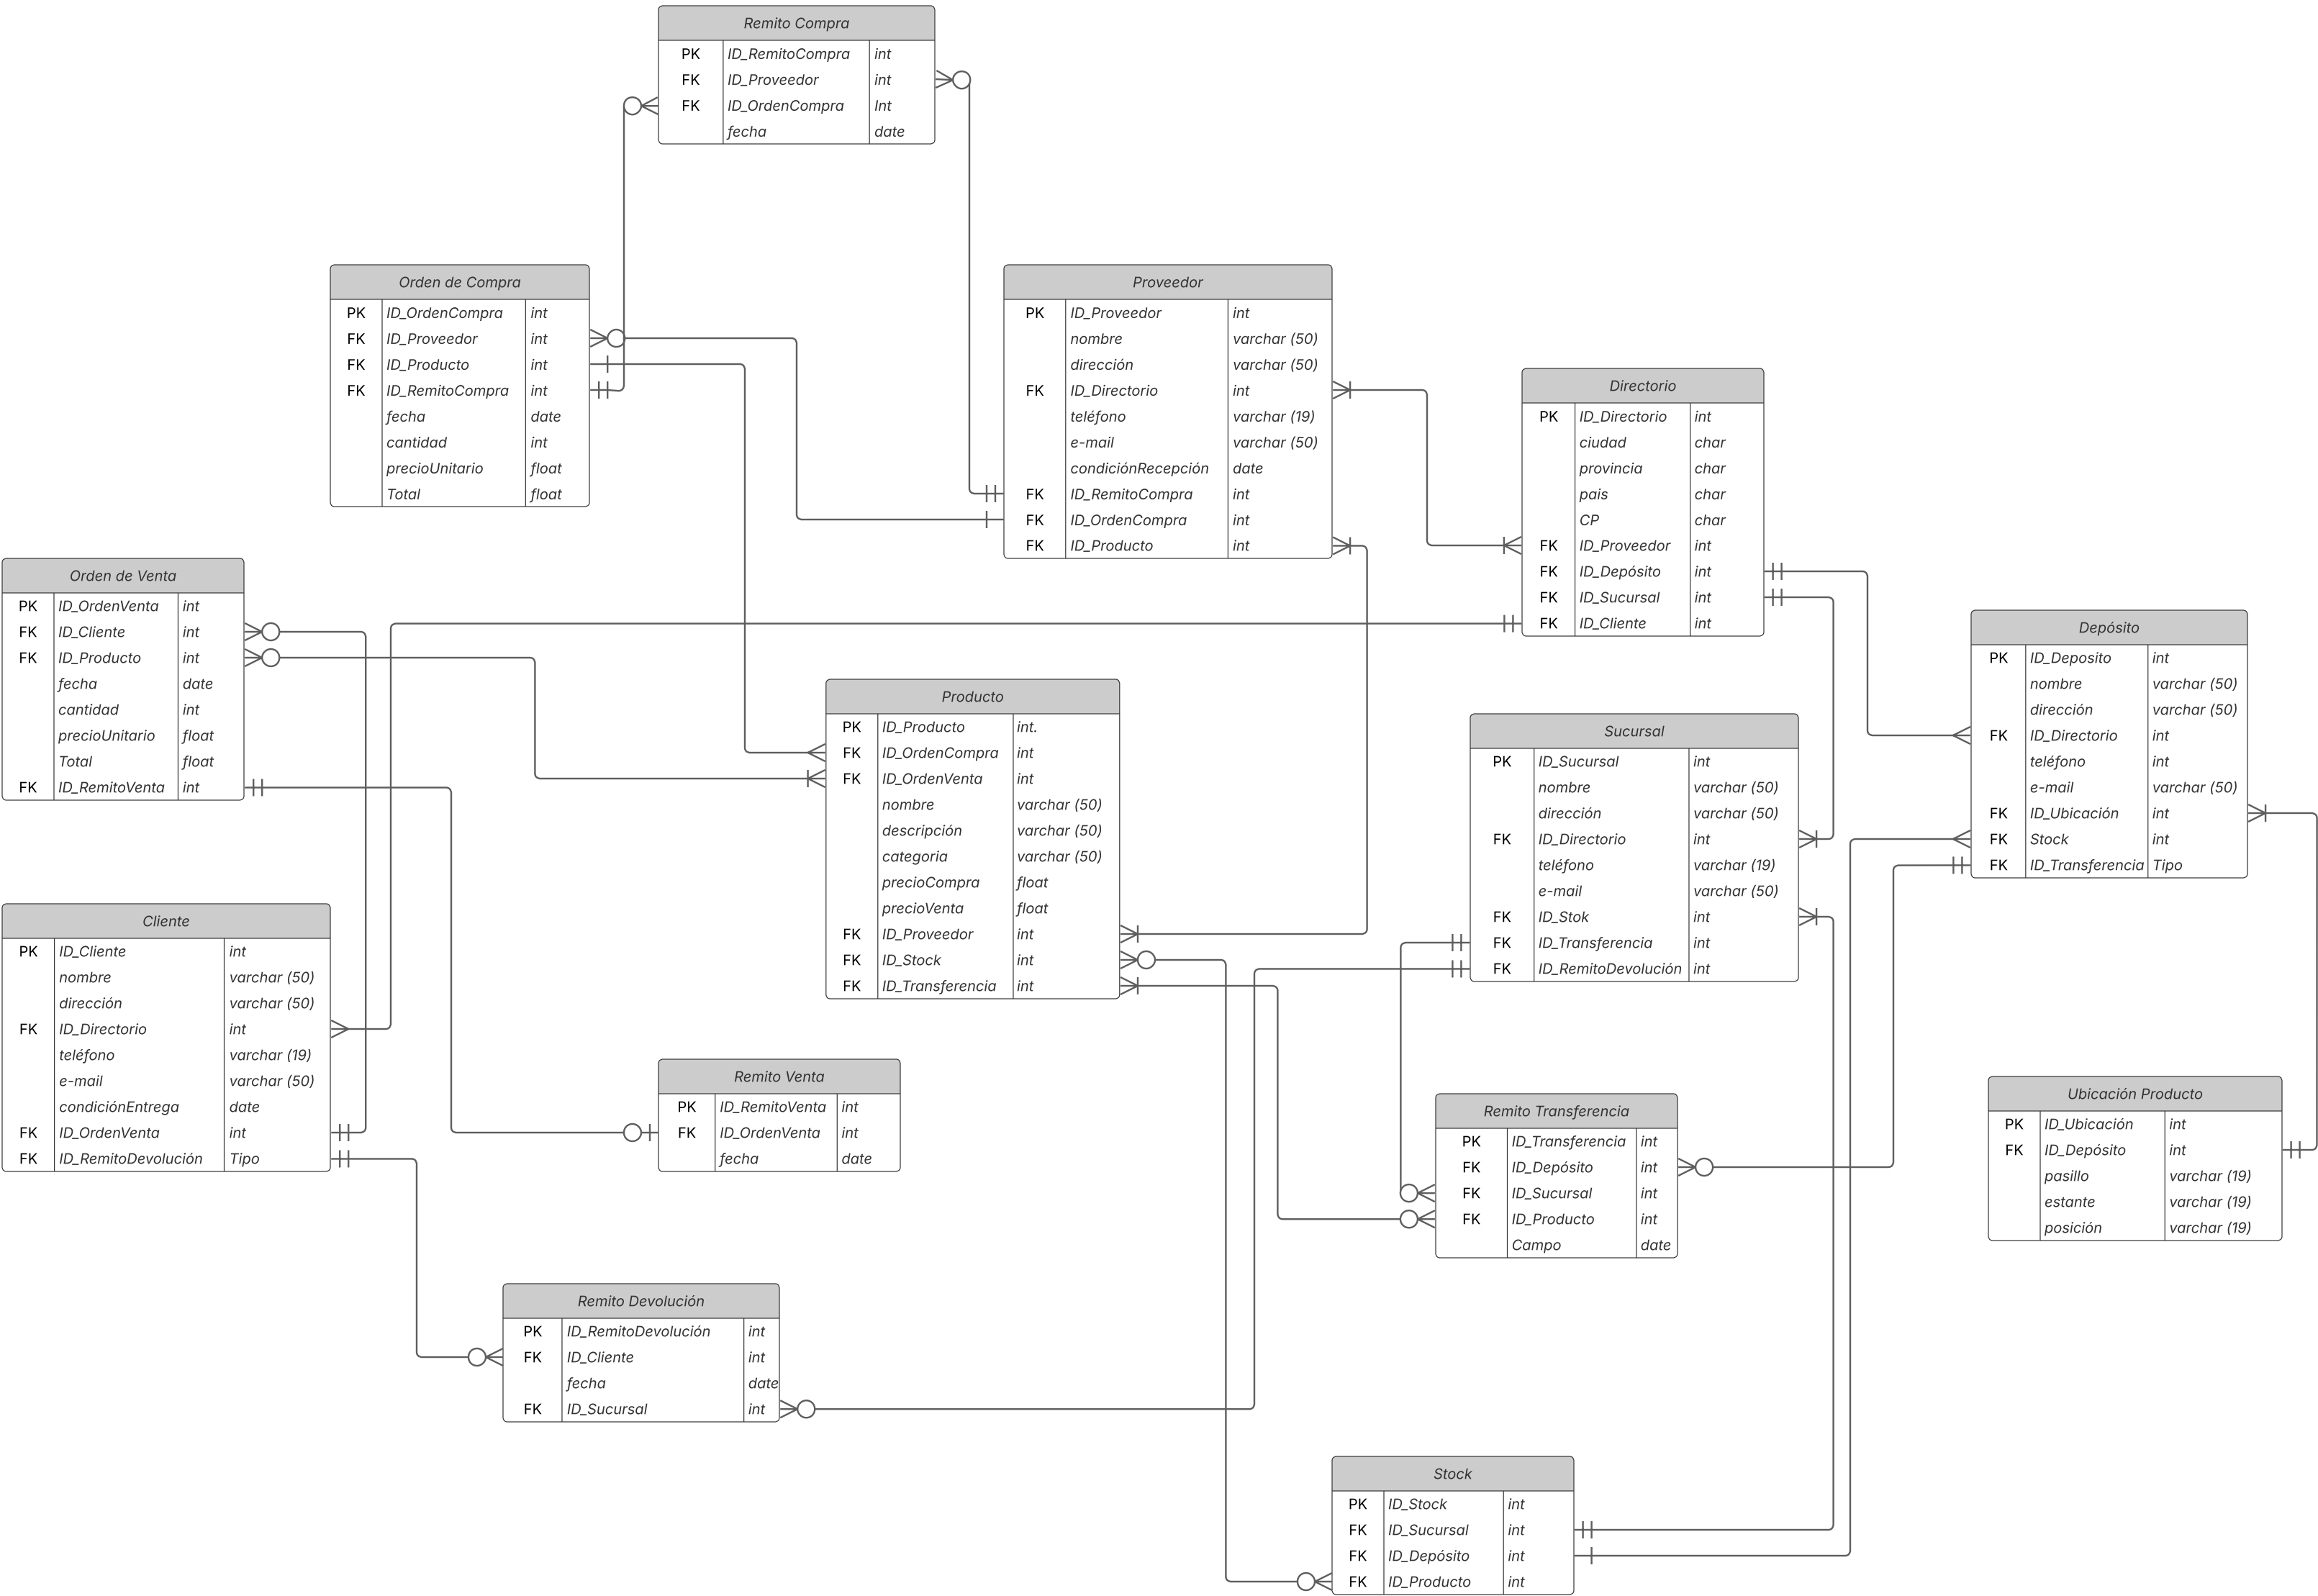 Remito Compra
PK ID_RemitoCompra int
FK ID_Proveedor int
FK ID_OrdenCompra Int
fecha date
Orden de Compra
PK ID_OrdenCompra int
FK ID_Proveedor int
FK ID_Producto int
FK ID_RemitoCompra int
fecha date
cantidad int
precioUnitario float
Total float
Proveedor
PK ID_Proveedor int
nombre varchar (50)
dirección varchar (50)
FK ID_Directorio int
teléfono varchar (19)
e-mail varchar (50)
condiciónRecepción date
FK ID_RemitoCompra int
FK ID_OrdenCompra int
FK ID_Producto int
Directorio
PK ID_Directorio int
ciudad char
provincia char
pais char
CP char
FK ID_Proveedor int
FK ID_Depósito int
FK ID_Sucursal int
FK ID_Cliente int
Orden de Venta
PK ID_OrdenVenta int
FK ID_Cliente int
FK ID_Producto int
fecha date
cantidad int
precioUnitario float
Total float
FK ID_RemitoVenta int
Depósito
PK ID_Deposito int
nombre varchar (50)
dirección varchar (50)
FK ID_Directorio int
teléfono int
e-mail varchar (50)
FK ID_Ubicación int
FK Stock int
FK ID_Transferencia Tipo
Producto
PK ID_Producto int.
FK ID_OrdenCompra int
FK ID_OrdenVenta int
nombre varchar (50)
descripción varchar (50)
categoria varchar (50)
precioCompra float
precioVenta float
FK ID_Proveedor int
FK ID_Stock int
FK ID_Transferencia int
Sucursal
PK ID_Sucursal int
nombre varchar (50)
dirección varchar (50)
FK ID_Directorio int
teléfono varchar (19)
e-mail varchar (50)
FK ID_Stok int
FK ID_Transferencia int
FK ID_RemitoDevolución int
Cliente
PK ID_Cliente int
nombre varchar (50)
dirección varchar (50)
FK ID_Directorio int
teléfono varchar (19)
e-mail varchar (50)
condiciónEntrega date
FK ID_OrdenVenta int
FK ID_RemitoDevolución Tipo
Remito Venta
PK ID_RemitoVenta int
FK ID_OrdenVenta int
fecha date
Remito Transferencia
PK ID_Transferencia int
FK ID_Depósito int
FK ID_Sucursal int
FK ID_Producto int
Campo date
Ubicación Producto
PK ID_Ubicación int
FK ID_Depósito int
pasillo varchar (19)
estante varchar (19)
posición varchar (19)
Remito Devolución
PK ID_RemitoDevolución int
FK ID_Cliente int
fecha date
FK ID_Sucursal int
Stock
PK ID_Stock int
FK ID_Sucursal int
FK ID_Depósito int
FK ID_Producto int